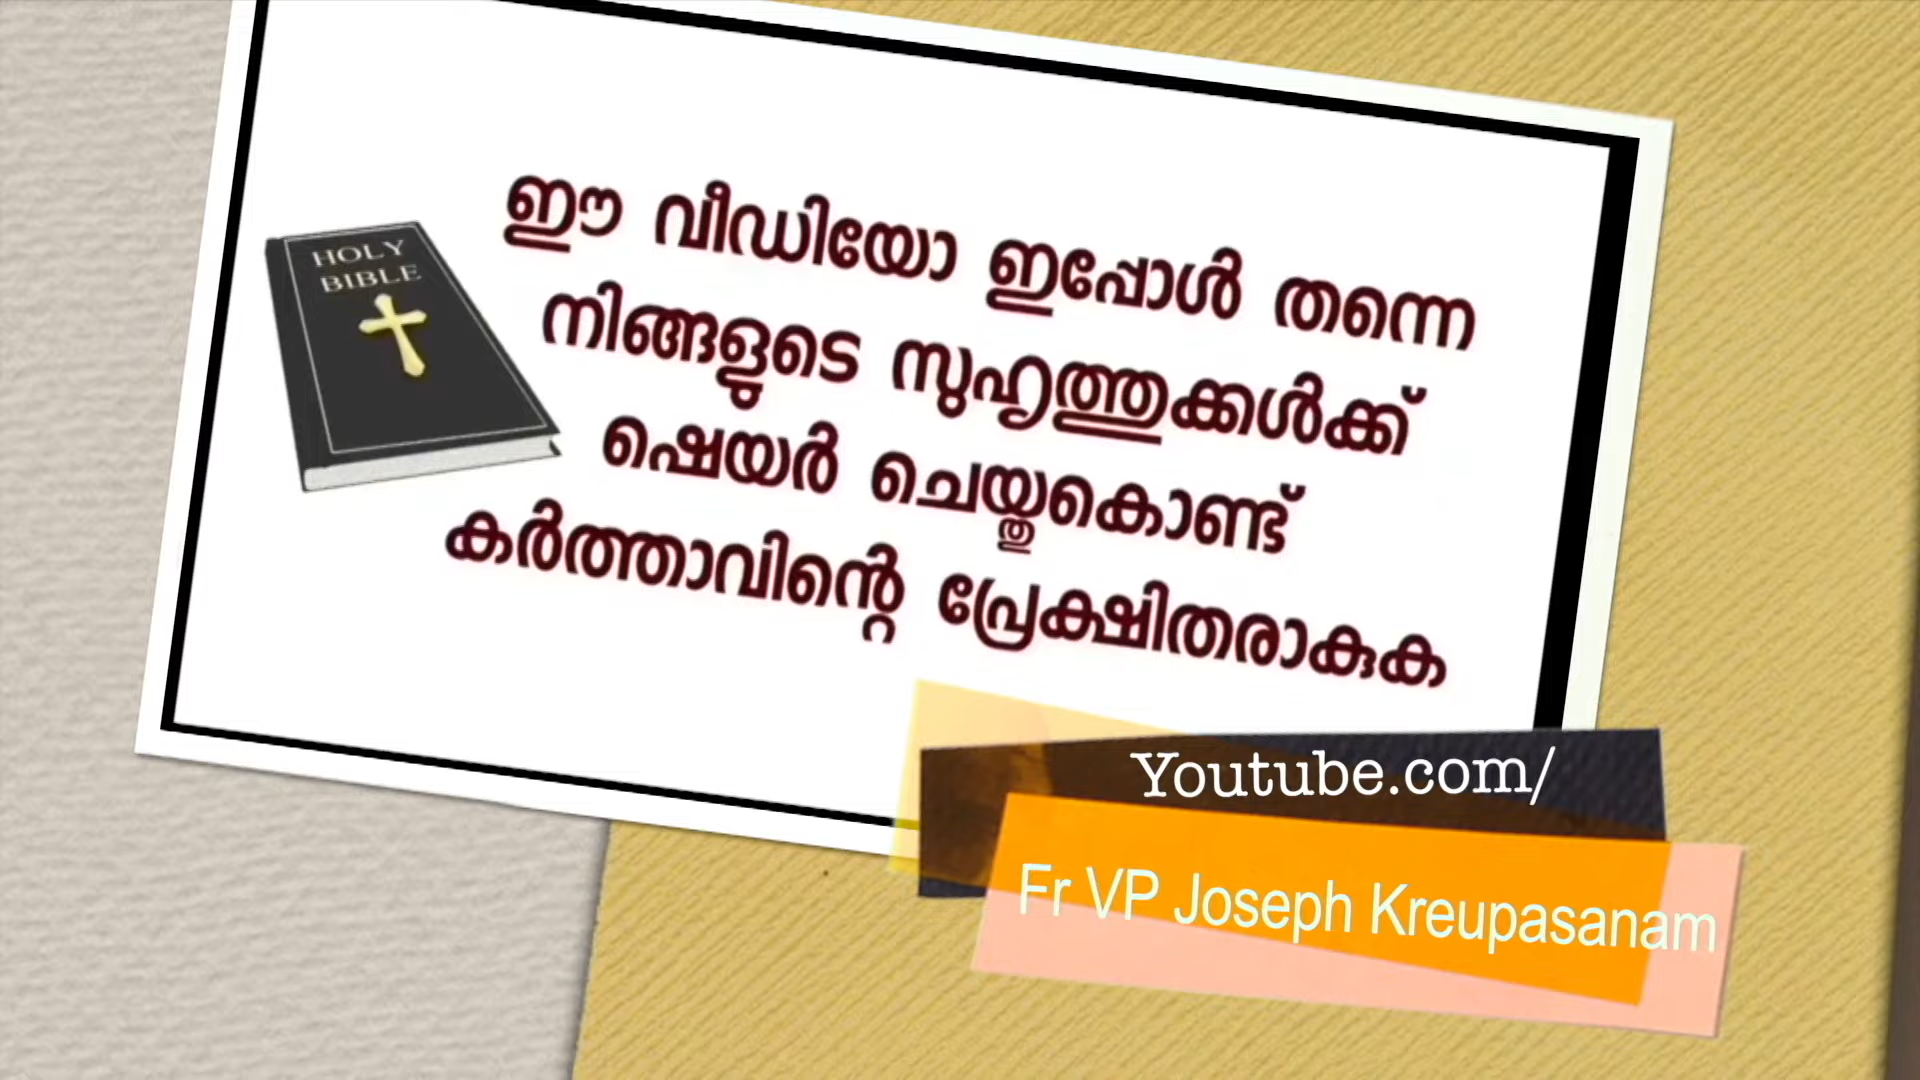 HOLY
BIBLE
ഈ വീഡിയോ ഇപ്പോൾ തന്നെ
നിങ്ങളുടെ സുഹൃത്തുക്കൾക്ക്
ഷെയർ ചെയ്തുകൊണ്ട്
കർത്താവിന്റെ പ്രേക്ഷിതരാകുക
Youtube.com/
Fr VP Joseph Kreupasanam